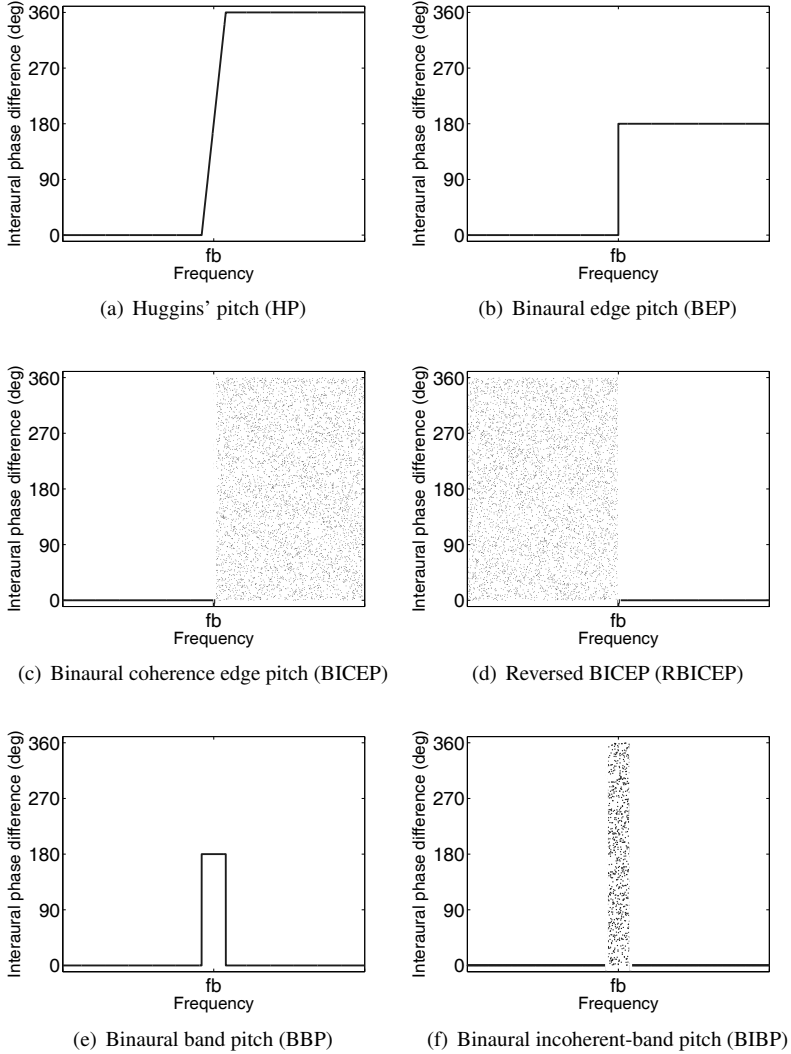 Interaural phase difference (deg)
360
270
180
90
0
fb
Frequency
(a) Huggins' pitch (HP)
Interaural phase difference (deg)
360
270
180
90
0
fb
Frequency
(b) Binaural edge pitch (BEP)
Interaural phase difference (deg)
360
270
180
90
0
fb
Frequency
(c) Binaural coherence edge pitch (BICEP)
Interaural phase difference (deg)
360
270
180
90
0
fb
Frequency
(d) Reversed BICEP (RBICEP)
Interaural phase difference (deg)
360
270
180
90
0
fb
Frequency
(e) Binaural band pitch (BBP)
Interaural phase difference (deg)
360
270
180
90
0
fb
Frequency
(f) Binaural incoherent-band pitch (BIBP)